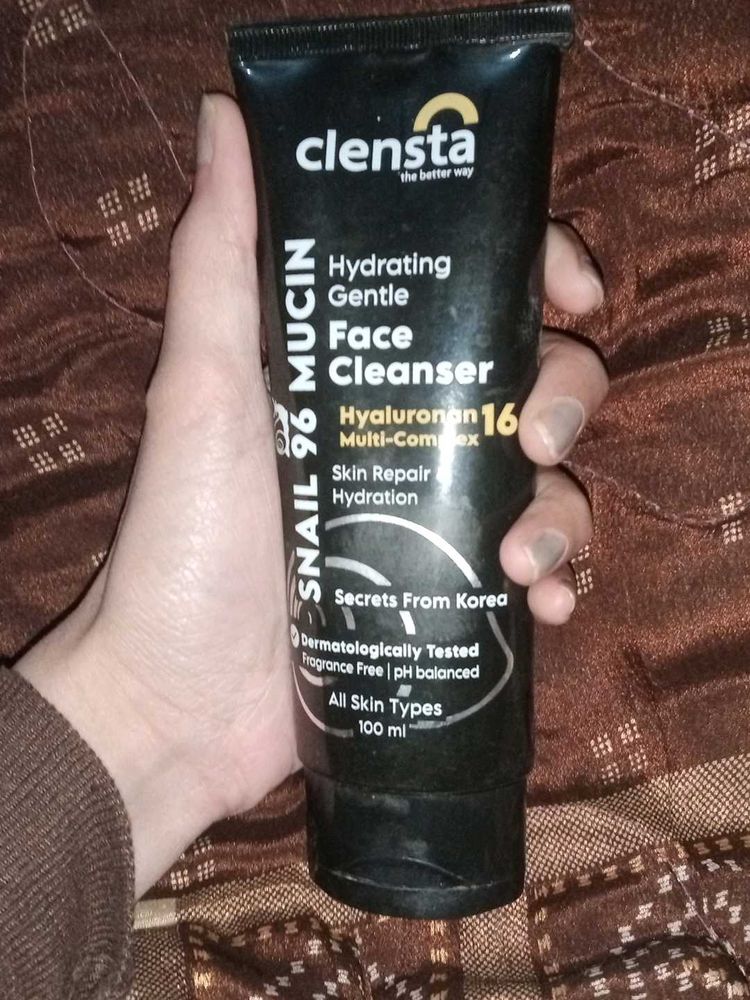 clensta
the better way
SNAIL 96 MUCIN
Hydrating
Gentle
Face
Cleanser
Hyaluronan 16
Multi-Complex
Skin Repair &
Hydration
Secrets From Korea
Dermatologically Tested
Fragrance Free | pH balanced
All Skin Types
100 ml